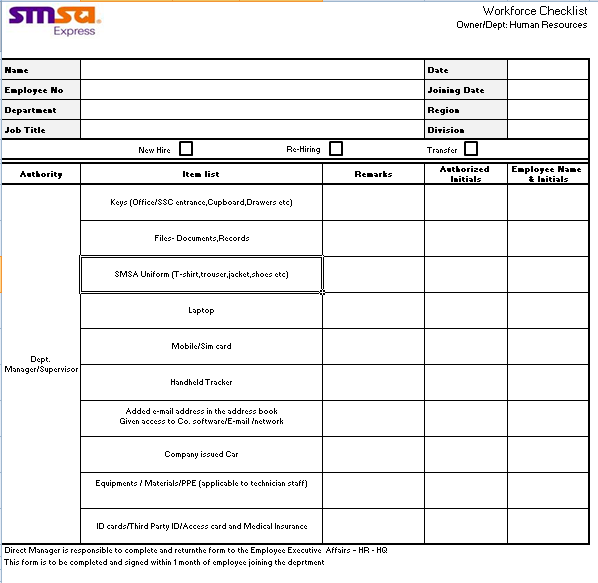 smsa
Express
Workforce Checklist
Owner/Dept: Human Resources
Name Date
Employee No Joining Date
Department Region
Job Title Division
New Hire Re-Hiring Transfer
Authority Item list Remarks Authorized Initials Employee Name & Initials
Keys (Office/SSC entrance,Cupboard,Drawers etc)
Files- Documents,Records
SMSA Uniform (T-shirt,trouser,jacket,shoes etc)
Laptop
Mobile/Sim card
Dept.
Manager/Supervisor
Handheld Tracker
Added e-mail address in the address book
Given access to Co. software/E-mail /network
Company issued Car
Equipments / Materials/PPE (applicable to technician staff)
ID cards/Third Party ID/Access card and Medical Insurance
Direct Manager is responsible to complete and returnthe form to the Employee Executive Affairs - HR - HQ
This form is to be completed and signed within 1 month of employee joining the deprtment